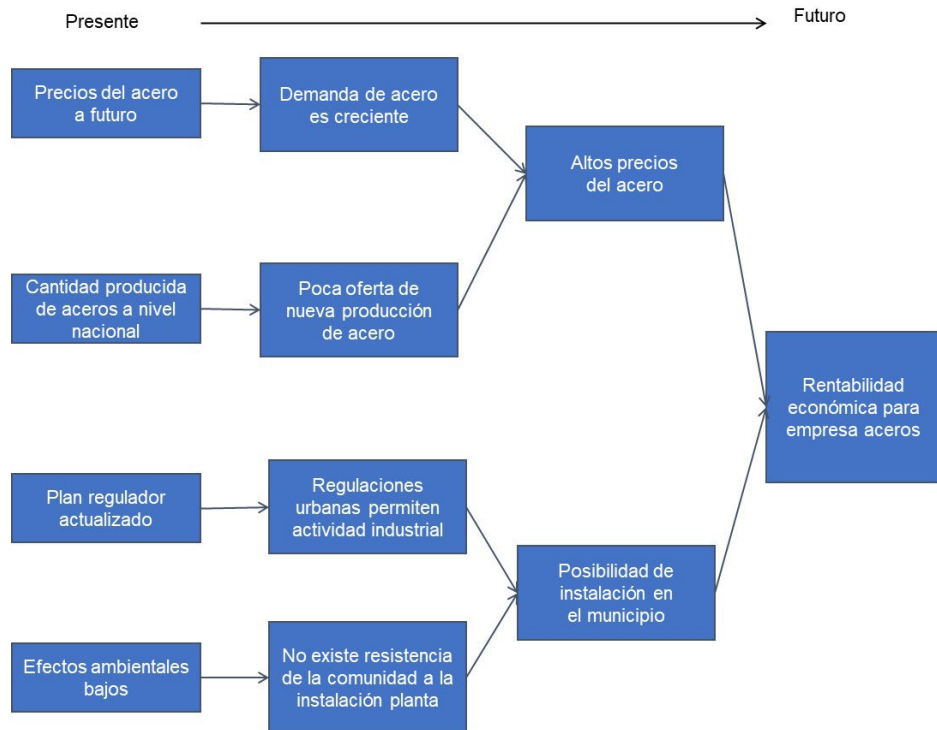 Presente
Futuro
Precios del acero
a futuro
Demanda de acero
es creciente
Altos precios
del acero
Cantidad producida
de aceros a nivel
nacional
Poca oferta de
nueva producción
de acero
Rentabilidad
económica para
empresa aceros
Plan regulador
actualizado
Regulaciones
urbanas permiten
actividad industrial
Posibilidad de
instalación en
el municipio
Efectos ambientales
bajos
No existe resistencia
de la comunidad a la
instalación planta